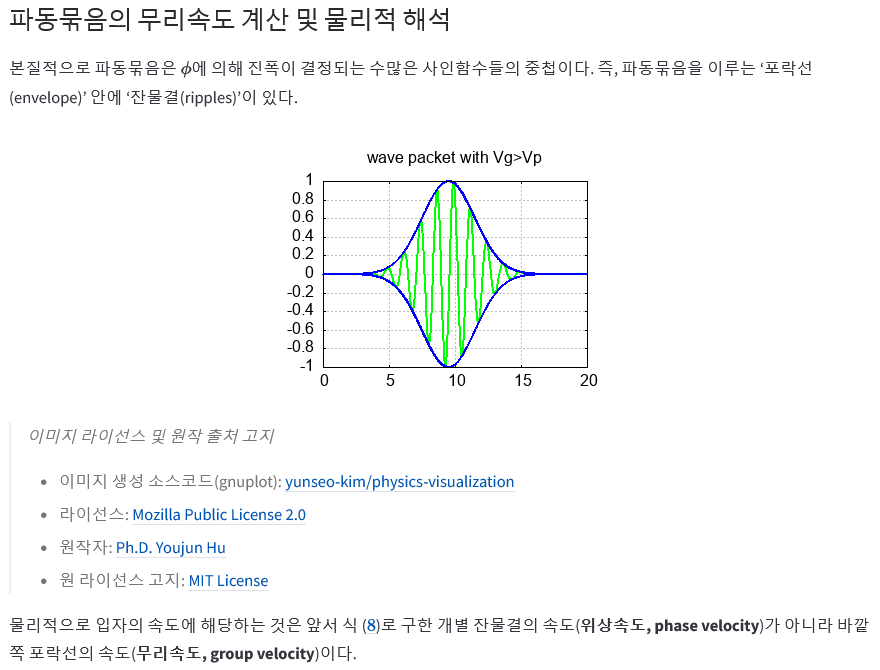 파동묶음의 무리속도 계산 및 물리적 해석
본질적으로 파동묶음은 ϕ에 의해 진폭이 결정되는 수많은 사인함수들의 중첩이다. 즉, 파동묶음을 이루는 ‘포락선
(envelope)’ 안에 ‘잔물결(ripples)’이 있다.
wave packet with Vg>Vp
1
0.8
0.6
0.4
0.2
0
-0.2
-0.4
-0.6
-0.8
-1
0 5 10 15 20
이미지 라이선스 및 원작 출처 고지
• 이미지 생성 소스코드(gnuplot): yunseo-kim/physics-visualization
• 라이선스: Mozilla Public License 2.0
• 원작자: Ph.D. Youjun Hu
• 원 라이선스 고지: MIT License
물리적으로 입자의 속도에 해당하는 것은 앞서 식 (8)로 구한 개별 잔물결의 속도(위상속도, phase velocity)가 아니라 바깥
쪽 포락선의 속도(무리속도, group velocity)이다.